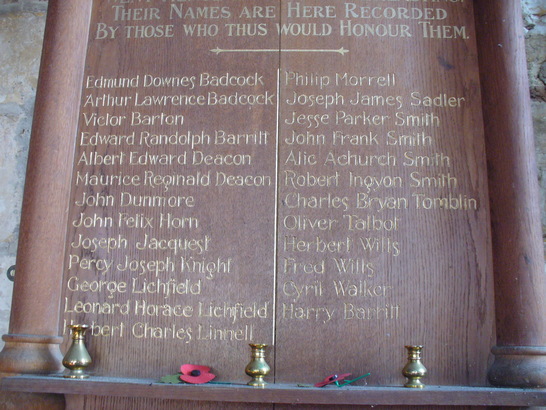 Their Names are Here Recorded
by those who thus would Honour Them.
Edmund Downes Badcock
Arthur Lawrence Badcock
Victor Barton
Edward Randolph Barritt
Albert Edward Deacon
Maurice Reginald Deacon
John Dunmore
John Felix Horn
Joseph Jacquest
Percy Joseph Knight
George Lichfield
Leonard Horace Lichfield
Herbert Charles Linnell
Philip Morrell
Joseph James Sadler
Jesse Parker Smith
John Frank Smith
Alic Achurch Smith
Robert Ingyon Smith
Charles Bryan Tomblin
Oliver Talbot
Herbert Wills
Fred Wills
Cyril Walker
Harry Barritt